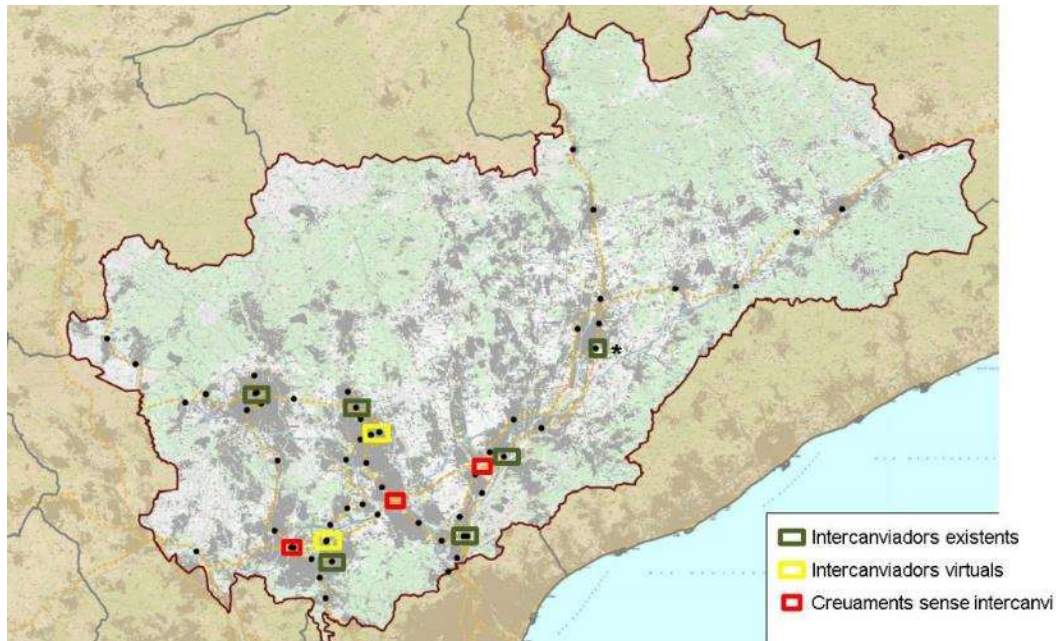 *
Intercanviadors existents
Intercanviadors virtuals
Creuaments sense intercanvi